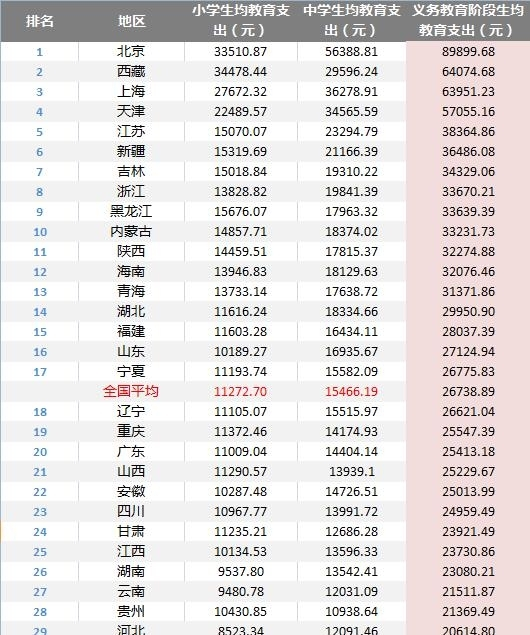 排名 地区 小学生均教育支出（元） 中学生均教育支出（元） 义务教育阶段生均教育支出（元）
1 北京 33510.87 56388.81 89899.68
2 西藏 34478.44 29596.24 64074.68
3 上海 27672.32 36278.91 63951.23
4 天津 22489.57 34565.59 57055.16
5 江苏 15070.07 23294.79 38364.86
6 新疆 15319.69 21166.39 36486.08
7 吉林 15018.84 19310.22 34329.06
8 浙江 13828.82 19841.39 33670.21
9 黑龙江 15676.07 17963.32 33639.39
10 内蒙古 14857.71 18374.02 33231.73
11 陕西 14459.51 17815.37 32274.88
12 海南 13946.83 18129.63 32076.46
13 青海 13733.14 17638.72 31371.86
14 湖北 11616.24 18334.66 29950.90
15 福建 11603.28 16434.11 28037.39
16 山东 10189.27 16935.67 27124.94
17 宁夏 11193.74 15582.09 26775.83
全国平均 11272.70 15466.19 26738.89
18 辽宁 11105.07 15515.97 26621.04
19 重庆 11372.46 14174.93 25547.39
20 广东 11009.04 14404.14 25413.18
21 山西 11290.57 13939.1 25229.67
22 安徽 10287.48 14726.51 25013.99
23 四川 10967.77 13991.72 24959.49
24 甘肃 11235.21 12686.28 23921.49
25 江西 10134.53 13596.33 23730.86
26 湖南 9537.80 13542.41 23080.21
27 云南 9480.78 12031.09 21511.87
28 贵州 10430.85 10938.64 21369.49
29 河北 8523.34 12091.46 20614.80